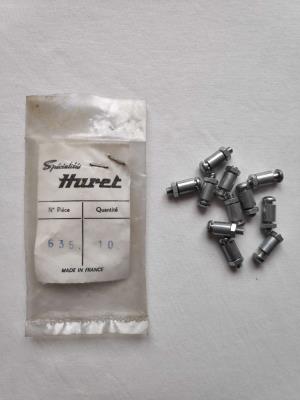 Spécialités
Huret
N° Pièce Quantité
635. 10
MADE IN FRANCE